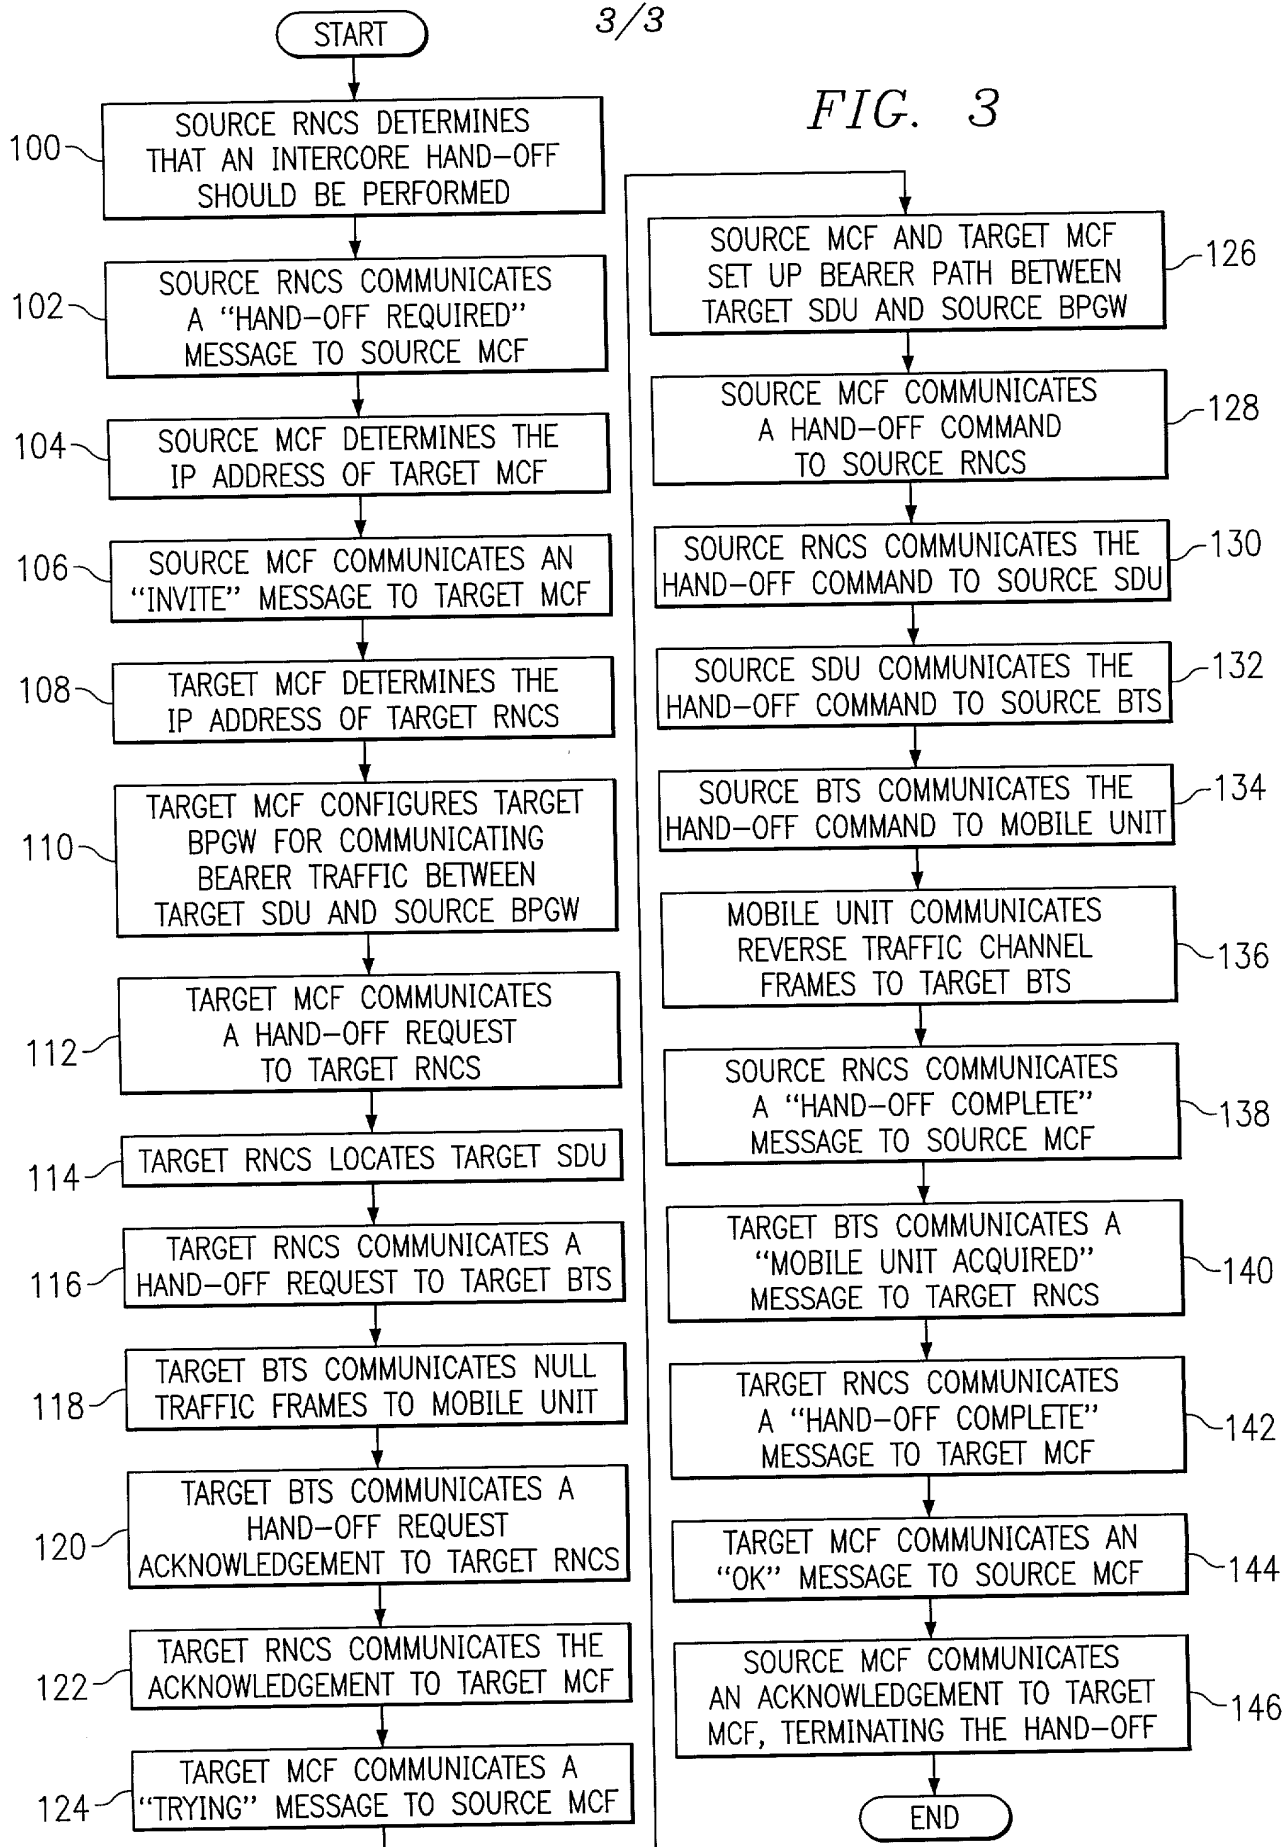 3/3
FIG. 3
START
100
SOURCE RNCS DETERMINES
THAT AN INTERCORE HAND-OFF
SHOULD BE PERFORMED
102
SOURCE RNCS COMMUNICATES
A "HAND-OFF REQUIRED"
MESSAGE TO SOURCE MCF
104
SOURCE MCF DETERMINES THE
IP ADDRESS OF TARGET MCF
106
SOURCE MCF COMMUNICATES AN
"INVITE" MESSAGE TO TARGET MCF
108
TARGET MCF DETERMINES THE
IP ADDRESS OF TARGET RNCS
110
TARGET MCF CONFIGURES TARGET
BPGW FOR COMMUNICATING
BEARER TRAFFIC BETWEEN
TARGET SDU AND SOURCE BPGW
112
TARGET MCF COMMUNICATES
A HAND-OFF REQUEST
TO TARGET RNCS
114
TARGET RNCS LOCATES TARGET SDU
116
TARGET RNCS COMMUNICATES A
HAND-OFF REQUEST TO TARGET BTS
118
TARGET BTS COMMUNICATES NULL
TRAFFIC FRAMES TO MOBILE UNIT
120
TARGET BTS COMMUNICATES A
HAND-OFF REQUEST
ACKNOWLEDGEMENT TO TARGET RNCS
122
TARGET RNCS COMMUNICATES THE
ACKNOWLEDGEMENT TO TARGET MCF
124
TARGET MCF COMMUNICATES A
"TRYING" MESSAGE TO SOURCE MCF
SOURCE MCF AND TARGET MCF
SET UP BEARER PATH BETWEEN
TARGET SDU AND SOURCE BPGW
126
SOURCE MCF COMMUNICATES
A HAND-OFF COMMAND
TO SOURCE RNCS
128
SOURCE RNCS COMMUNICATES THE
HAND-OFF COMMAND TO SOURCE SDU
130
SOURCE SDU COMMUNICATES THE
HAND-OFF COMMAND TO SOURCE BTS
132
SOURCE BTS COMMUNICATES THE
HAND-OFF COMMAND TO MOBILE UNIT
134
MOBILE UNIT COMMUNICATES
REVERSE TRAFFIC CHANNEL
FRAMES TO TARGET BTS
136
SOURCE RNCS COMMUNICATES
A "HAND-OFF COMPLETE"
MESSAGE TO SOURCE MCF
138
TARGET BTS COMMUNICATES A
"MOBILE UNIT ACQUIRED"
MESSAGE TO TARGET RNCS
140
TARGET RNCS COMMUNICATES
A "HAND-OFF COMPLETE"
MESSAGE TO TARGET MCF
142
TARGET MCF COMMUNICATES AN
"OK" MESSAGE TO SOURCE MCF
144
SOURCE MCF COMMUNICATES
AN ACKNOWLEDGEMENT TO TARGET
MCF, TERMINATING THE HAND-OFF
146
END